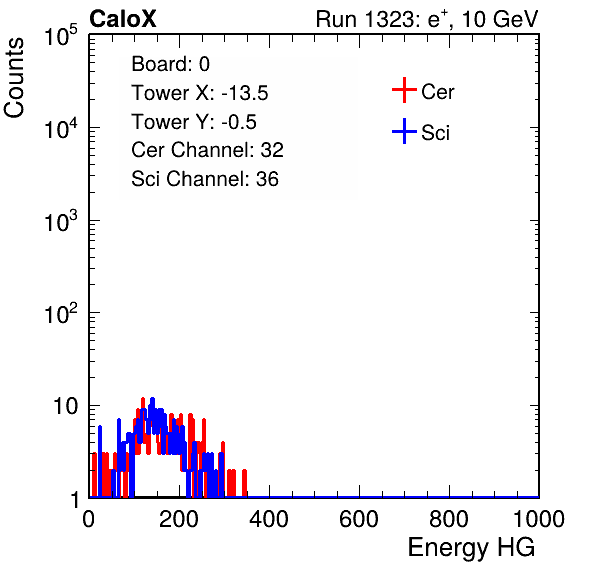 CaloX Run 1323: e⁺, 10 GeV
Counts
Board: 0
Tower X: -13.5
Tower Y: -0.5
Cer Channel: 32
Sci Channel: 36
Cer
Sci
10⁵
10⁴
10³
10²
10
1
0 200 400 600 800 1000
Energy HG